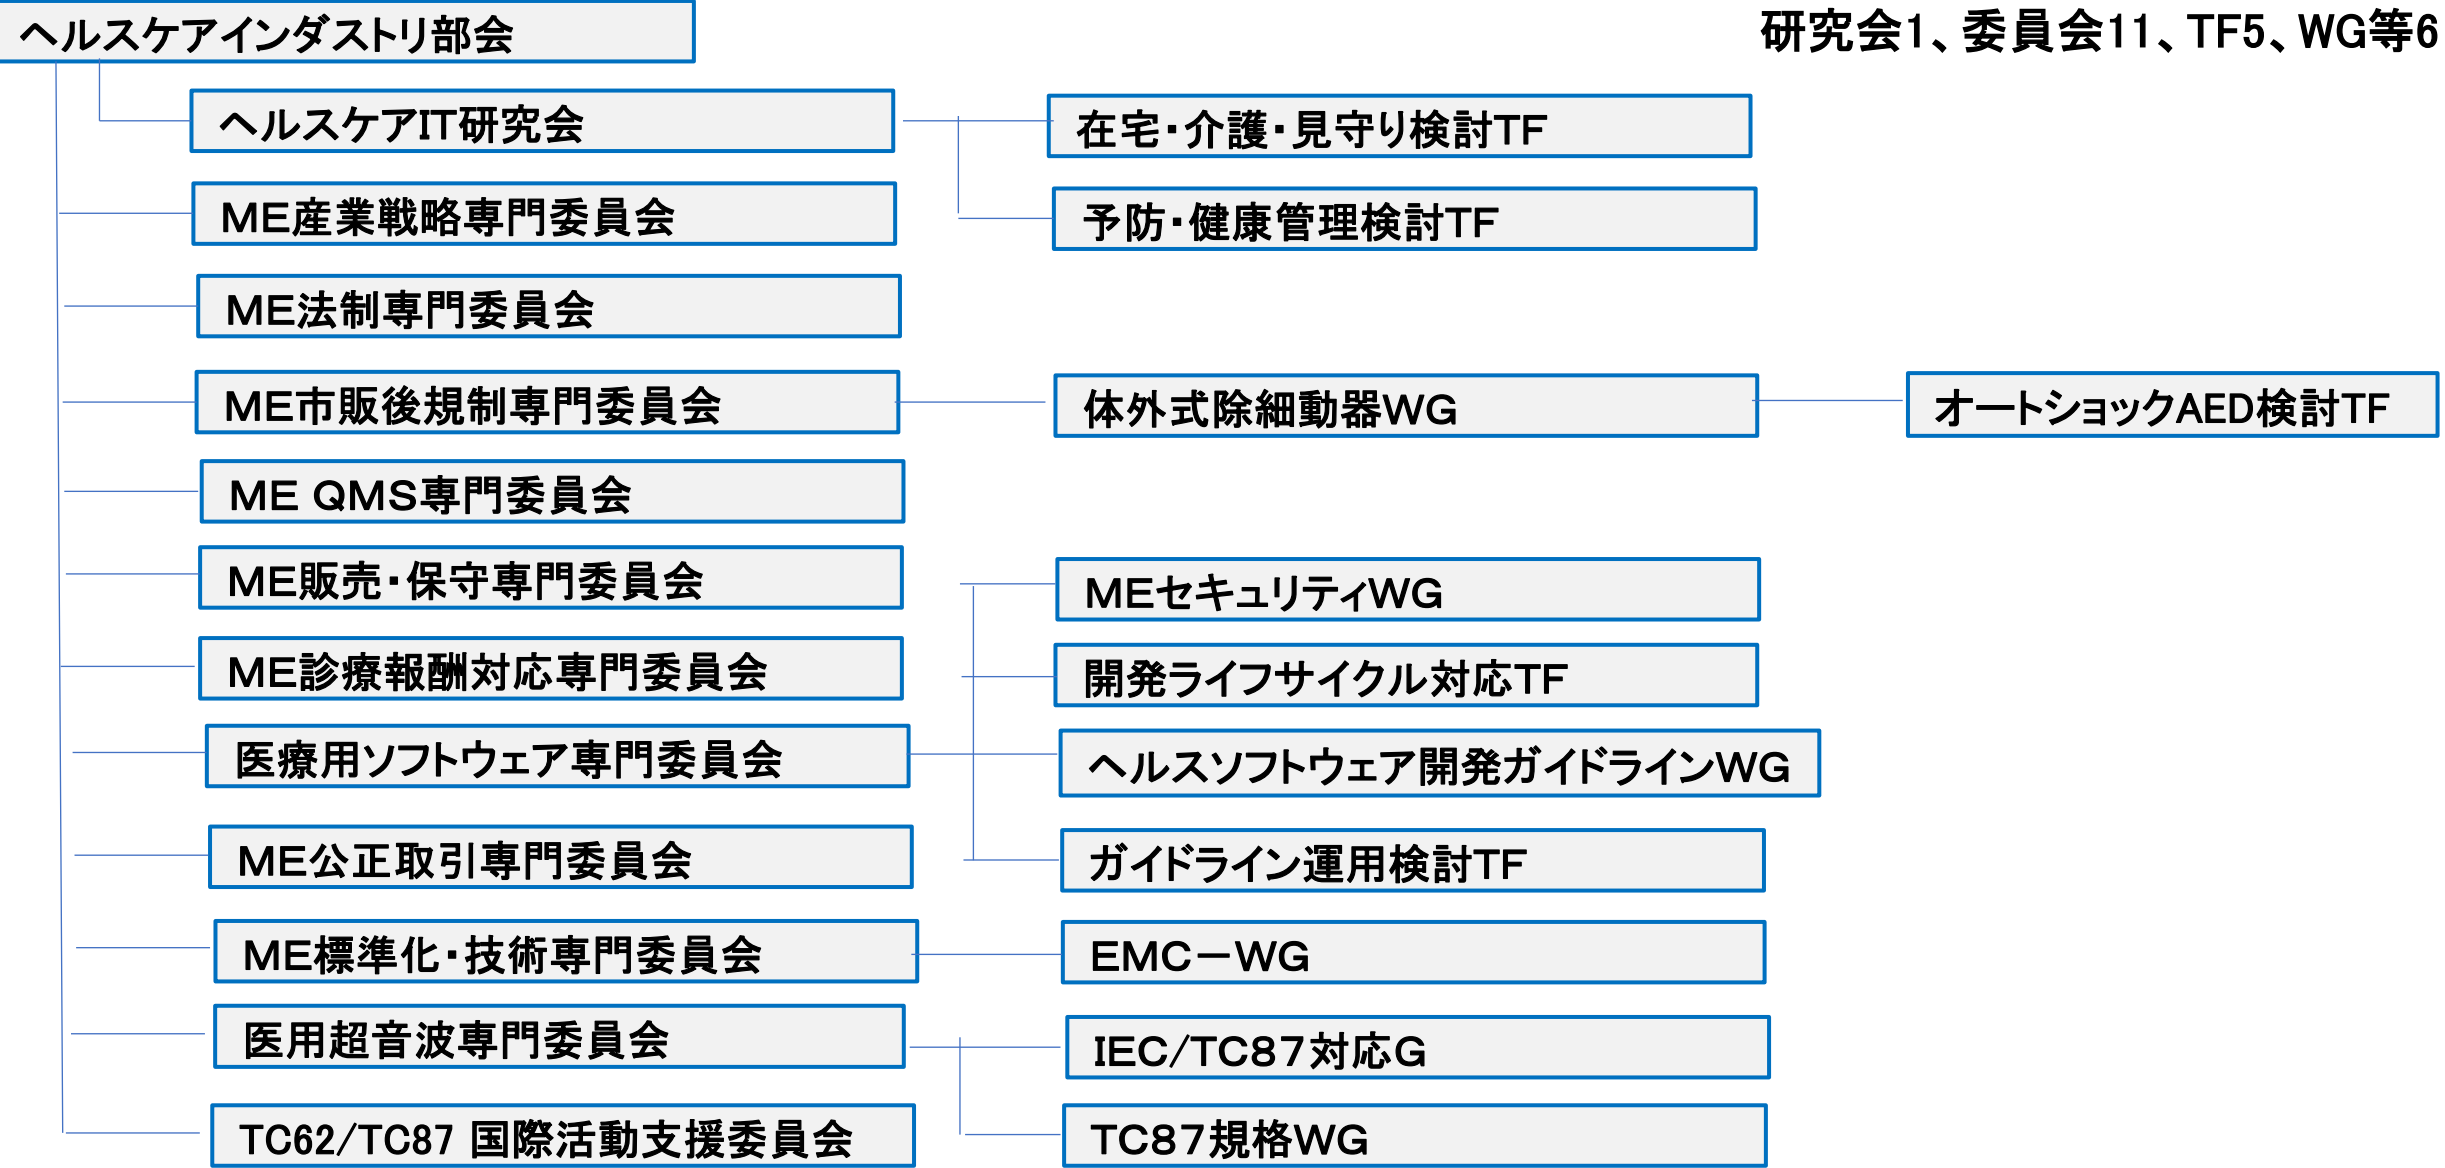 ヘルスケアインダストリ部会
研究会1、委員会11、TF5、WG等6
ヘルスケアIT研究会
在宅・介護・見守り検討TF
ME産業戦略専門委員会
予防・健康管理検討TF
ME法制専門委員会
ME市販後規制専門委員会
体外式除細動器WG
オートショックAED検討TF
ME QMS専門委員会
ME販売・保守専門委員会
MEセキュリティWG
ME診療報酬対応専門委員会
開発ライフサイクル対応TF
医療用ソフトウェア専門委員会
ヘルスソフトウェア開発ガイドラインWG
ME公正取引専門委員会
ガイドライン運用検討TF
ME標準化・技術専門委員会
EMC－WG
医用超音波専門委員会
IEC/TC87対応G
TC62/TC87 国際活動支援委員会
TC87規格WG